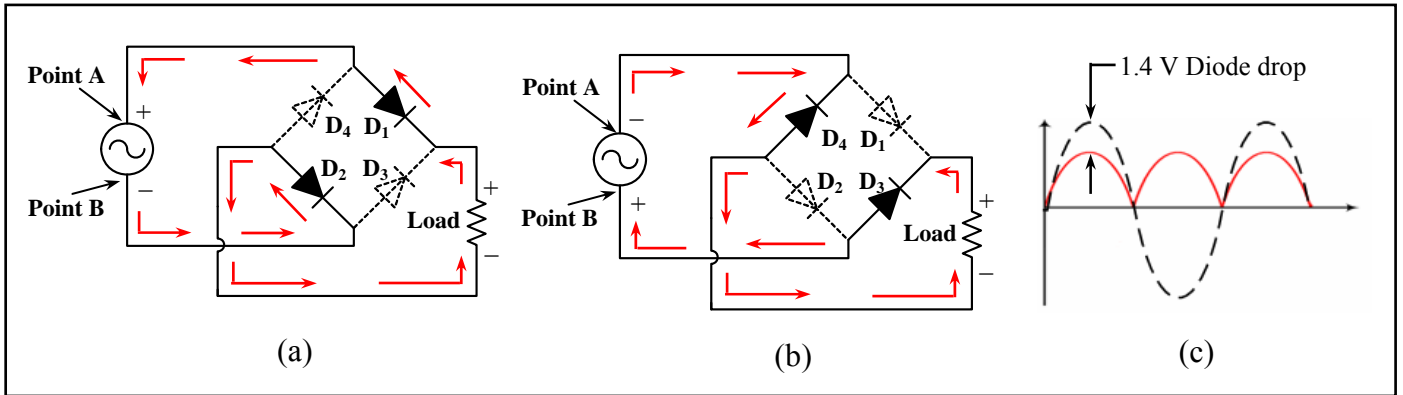 Point A
+
−
Point B
D4
D1
D2
D3
Load
+
−
(a)
Point A
−
+
Point B
D4
D1
D2
D3
Load
+
−
(b)
1.4 V Diode drop
(c)